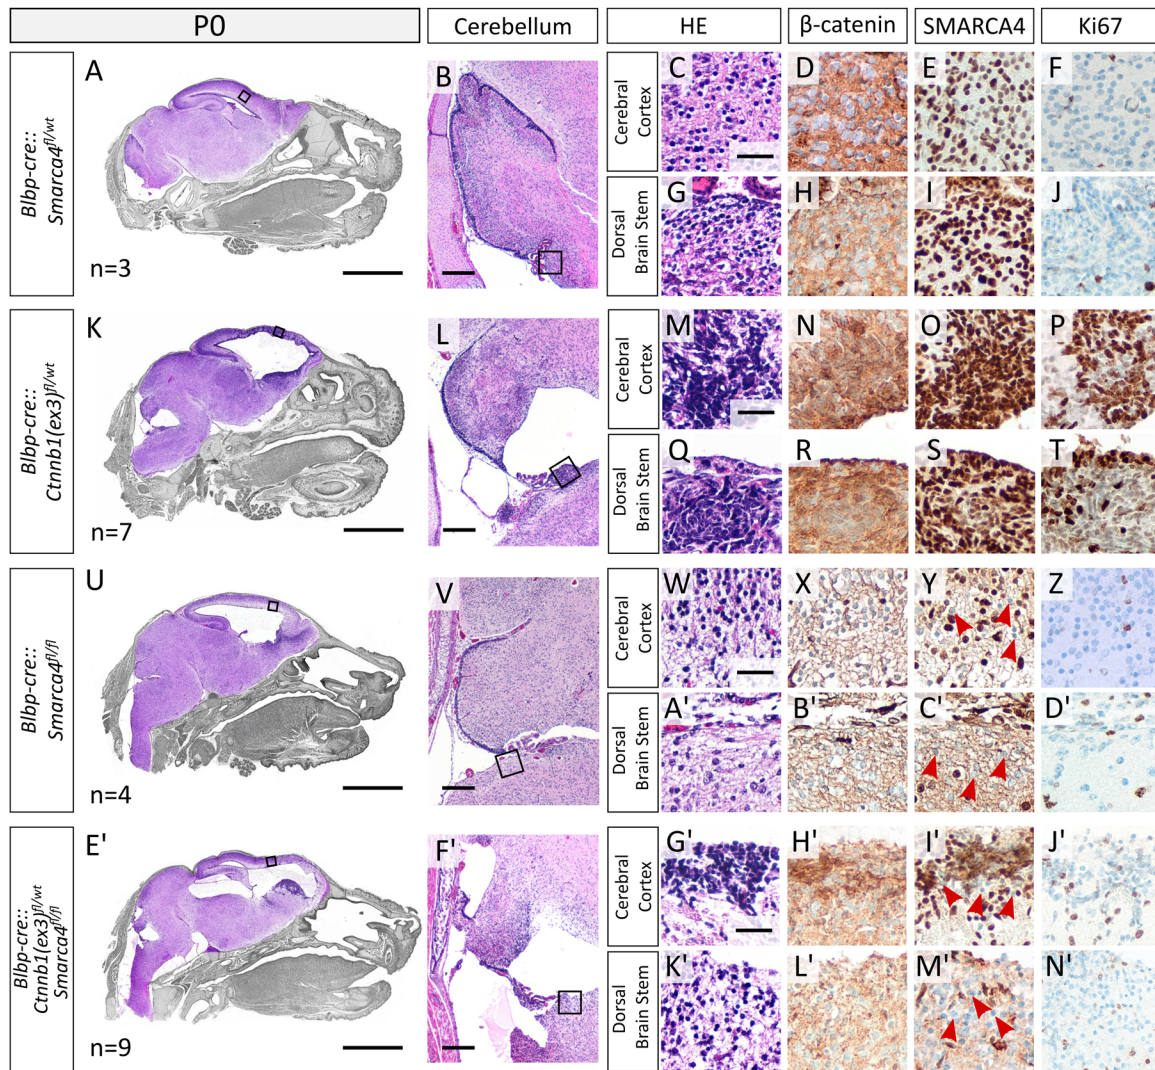 P0
Cerebellum
HE
β-catenin
SMARCA4
Ki67
Blbp-cre::
Smarca4fl/wt
A
n=3
B
Cerebral
Cortex
C
D
E
F
Dorsal
Brain Stem
G
H
I
J
Blbp-cre::
Ctnnb1(ex3)fl/wt
K
n=7
L
Cerebral
Cortex
M
N
O
P
Dorsal
Brain Stem
Q
R
S
T
Blbp-cre::
Smarca4fl/fl
U
n=4
V
Cerebral
Cortex
W
X
Y
Z
Dorsal
Brain Stem
A'
B'
C'
D'
Blbp-cre::
Ctnnb1(ex3)fl/wt
Smarca4fl/fl
E'
n=9
F'
Cerebral
Cortex
G'
H'
I'
J'
Dorsal
Brain Stem
K'
L'
M'
N'